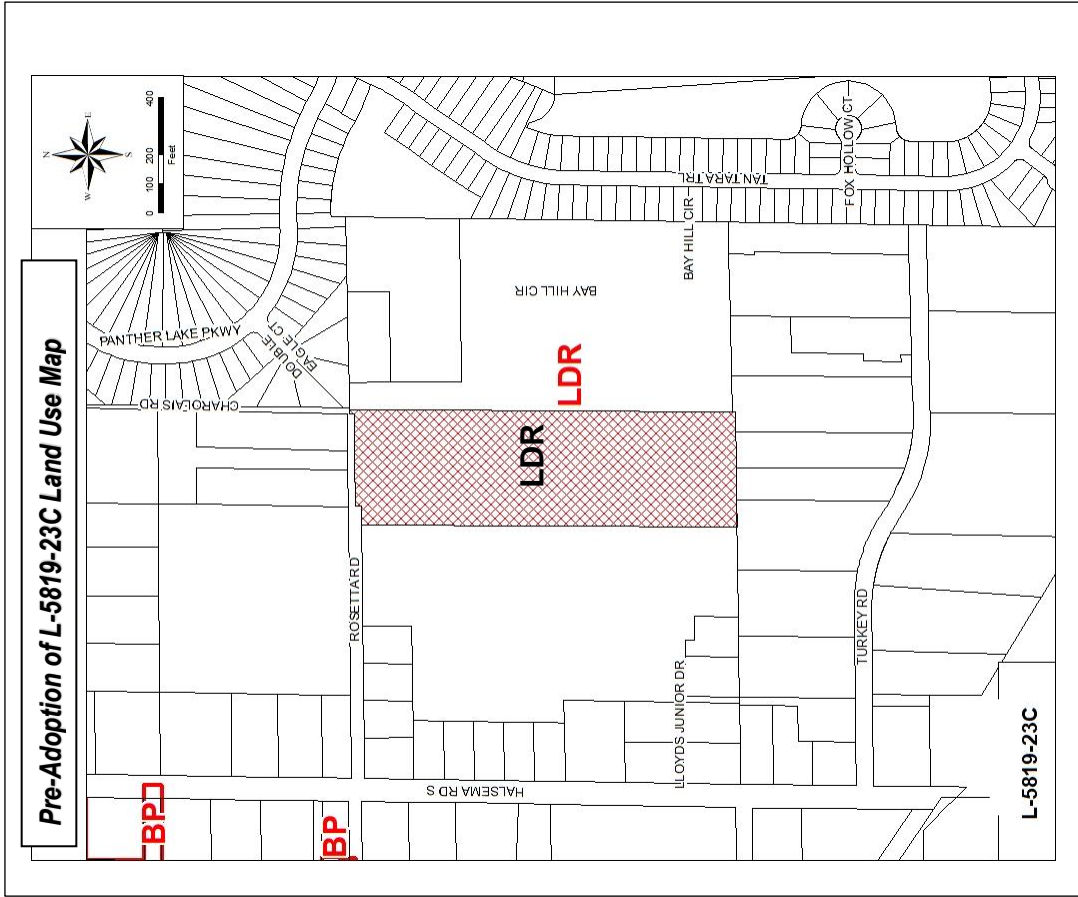 Pre-Adoption of L-5819-23C Land Use Map
N
E
W
S
0 100 200 400
Feet
PANTHER LAKE PKWY
DOUBLE
EAGLE CT
CHAROLAIS RD
TANTARA TRL
FOX HOLLOW CT
BAY HILL CIR
BAY HILL CIR
LDR
LDR
ROSETTA RD
TURKEY RD
LLOYDS JUNIOR DR
HALSEMA RD S
BP
BP
L-5819-23C